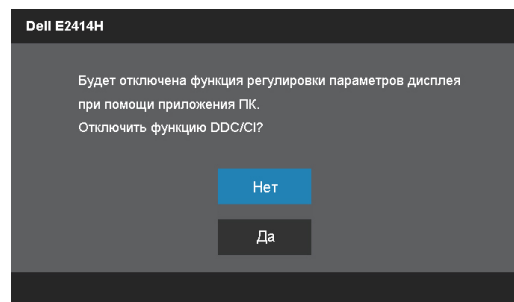 Dell E2414H
Будет отключена функция регулировки параметров дисплея
при помощи приложения ПК.
Отключить функцию DDC/CI?
Нет
Да